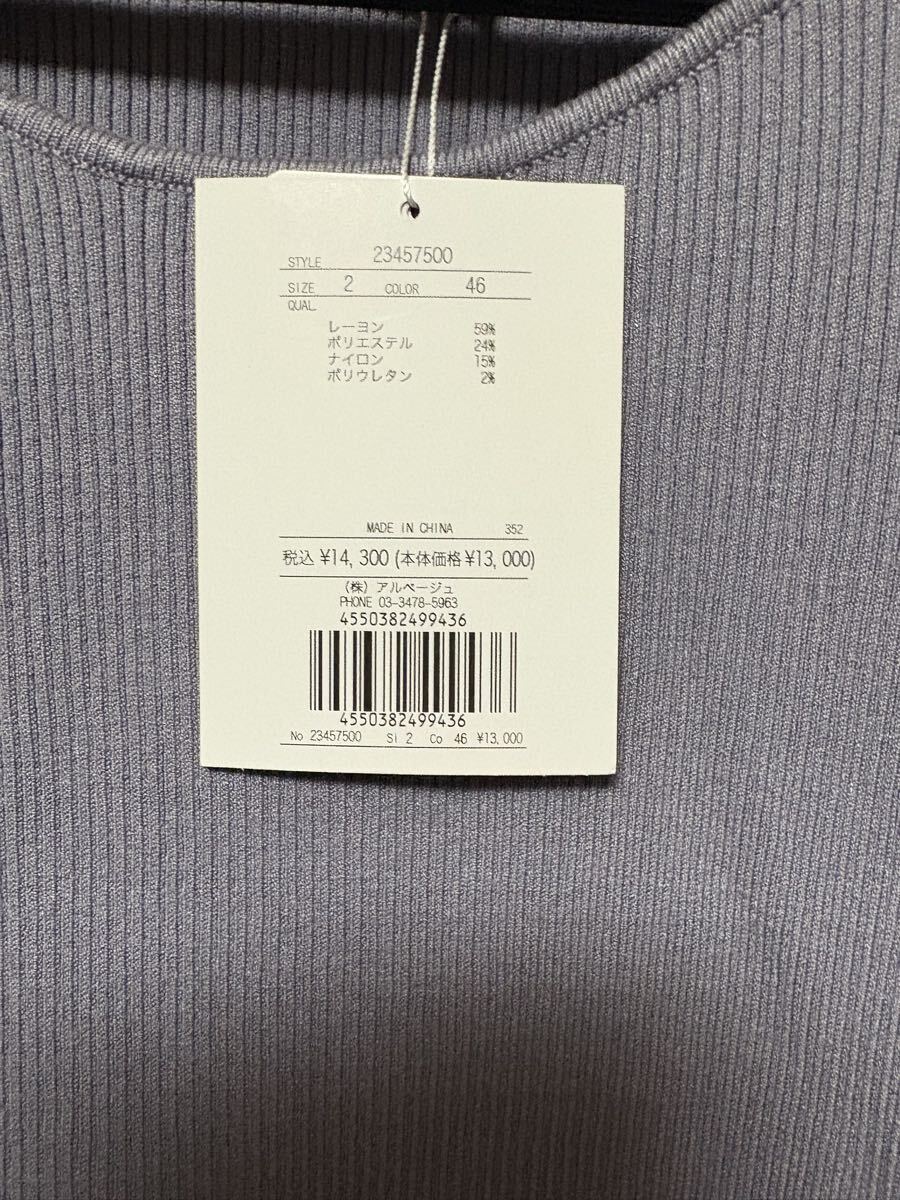 STYLE 23457500
SIZE 2 COLOR 46
QUAL.
レーヨン 59%
ポリエステル 24%
ナイロン 15%
ポリウレタン 2%
MADE IN CHINA 352
税込 ¥14,300 (本体価格¥13,000)
(株) アルページュ
PHONE 03-3478-5963
4550382499436
4550382499436
No 23457500 Si 2 Co 46 ¥13,000